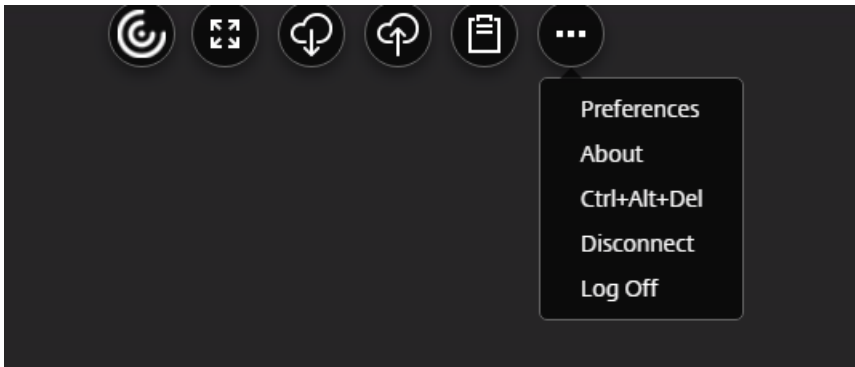 Preferences
About
Ctrl+Alt+Del
Disconnect
Log Off